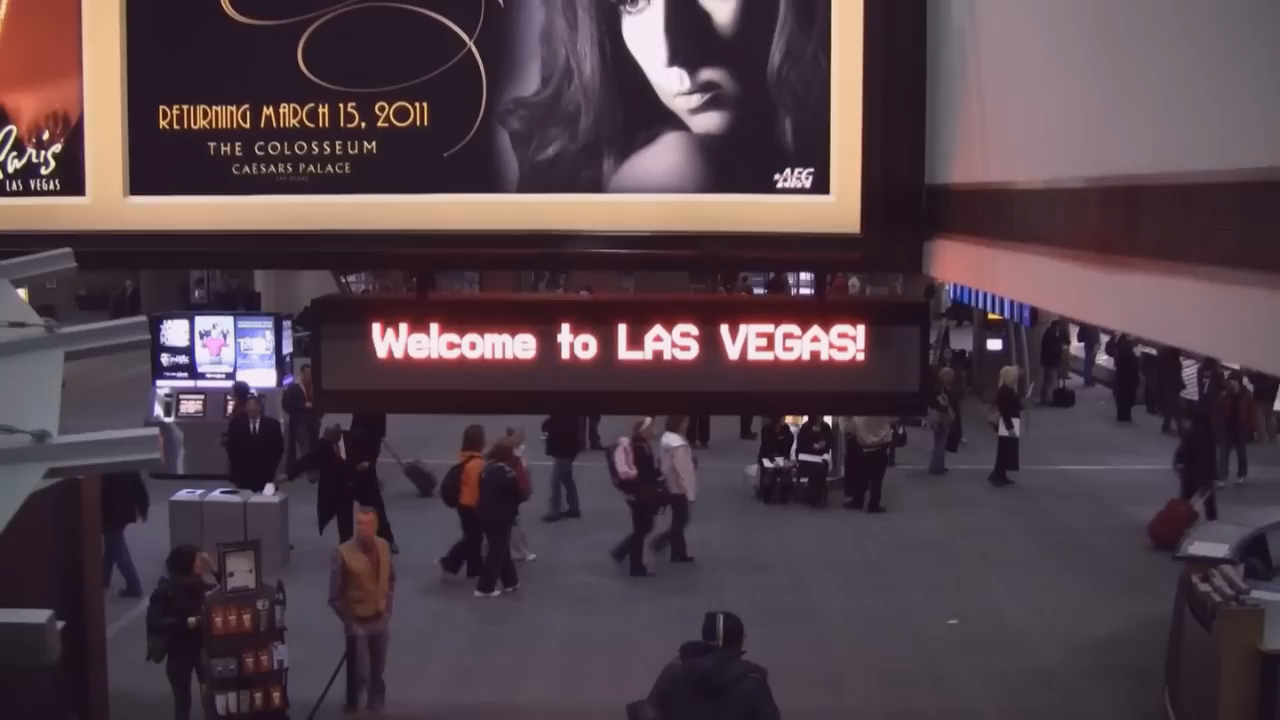 RETURNING MARCH 15, 2011
THE COLOSSEUM
CAESARS PALACE
AEG
Paris
LAS VEGAS
Welcome to LAS VEGAS!